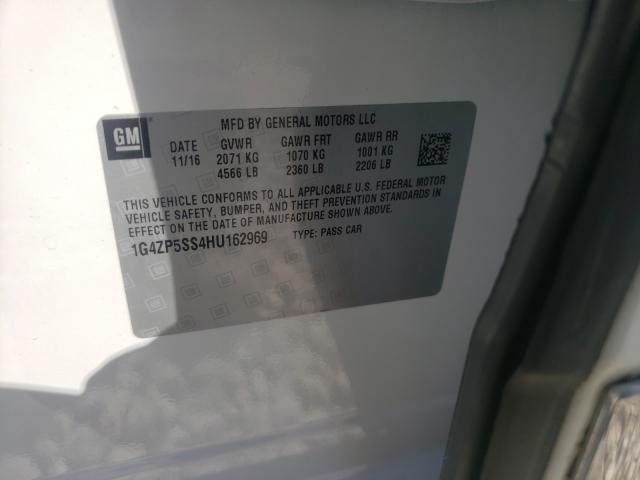 MFD BY GENERAL MOTORS LLC
GM
DATE GVWR GAWR FRT GAWR RR
11/16 2071 KG 1070 KG 1001 KG
4566 LB 2360 LB 2206 LB
THIS VEHICLE CONFORMS TO ALL APPLICABLE U.S. FEDERAL MOTOR
VEHICLE SAFETY, BUMPER, AND THEFT PREVENTION STANDARDS IN
EFFECT ON THE DATE OF MANUFACTURE SHOWN ABOVE.
1G4ZP5SS4HU162969 TYPE: PASS CAR